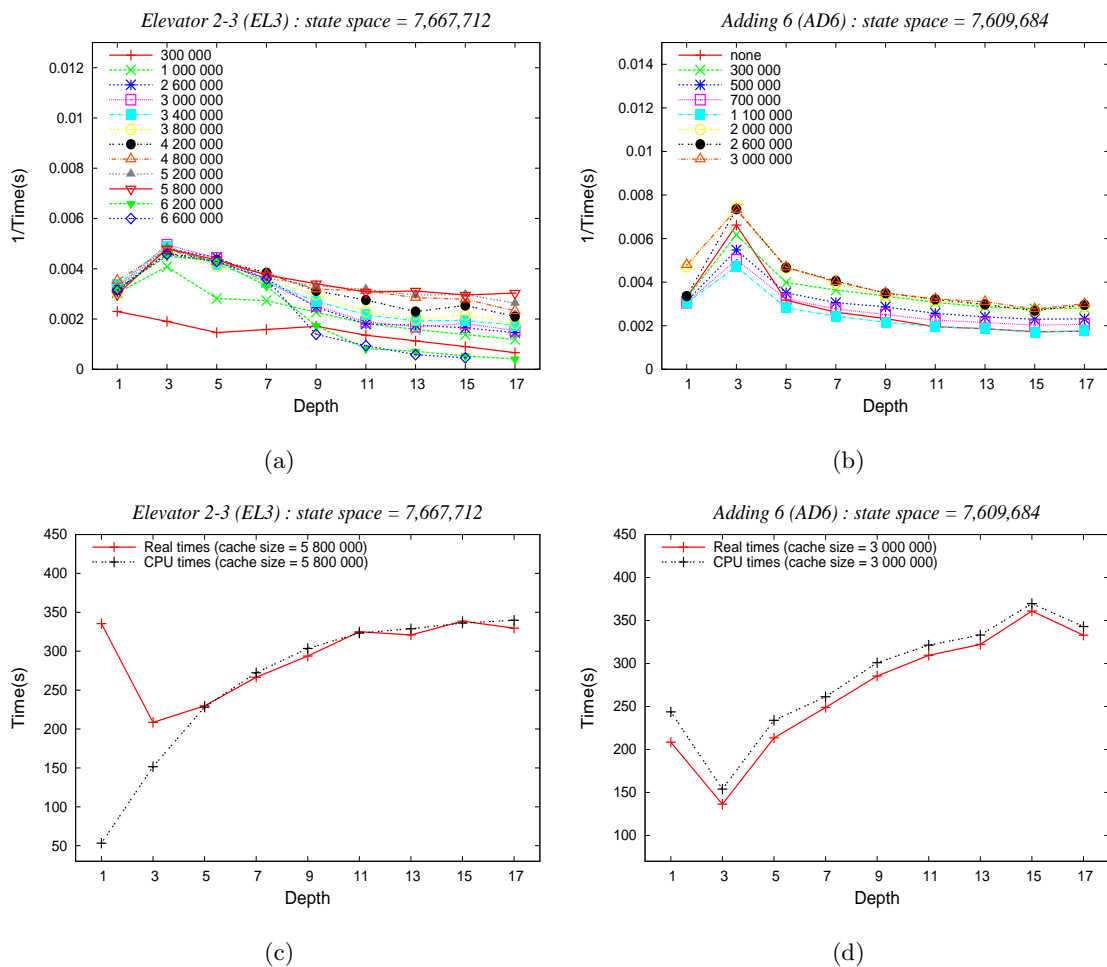 Elevator 2-3 (EL3) : state space = 7,667,712
0.012
0.01
0.008
0.006
0.004
0.002
0
1/Time(s)
300 000
1 000 000
2 600 000
3 000 000
3 400 000
3 800 000
4 200 000
4 800 000
5 200 000
5 800 000
6 200 000
6 600 000
1 3 5 7 9 11 13 15 17
Depth
(a)
Adding 6 (AD6) : state space = 7,609,684
0.014
0.012
0.01
0.008
0.006
0.004
0.002
0
1/Time(s)
none
300 000
500 000
700 000
1 100 000
2 000 000
2 600 000
3 000 000
1 3 5 7 9 11 13 15 17
Depth
(b)
Elevator 2-3 (EL3) : state space = 7,667,712
450
400
350
300
250
200
150
100
50
Time(s)
Real times (cache size = 5 800 000)
CPU times (cache size = 5 800 000)
1 3 5 7 9 11 13 15 17
Depth
(c)
Adding 6 (AD6) : state space = 7,609,684
450
400
350
300
250
200
150
100
Time(s)
Real times (cache size = 3 000 000)
CPU times (cache size = 3 000 000)
1 3 5 7 9 11 13 15 17
Depth
(d)